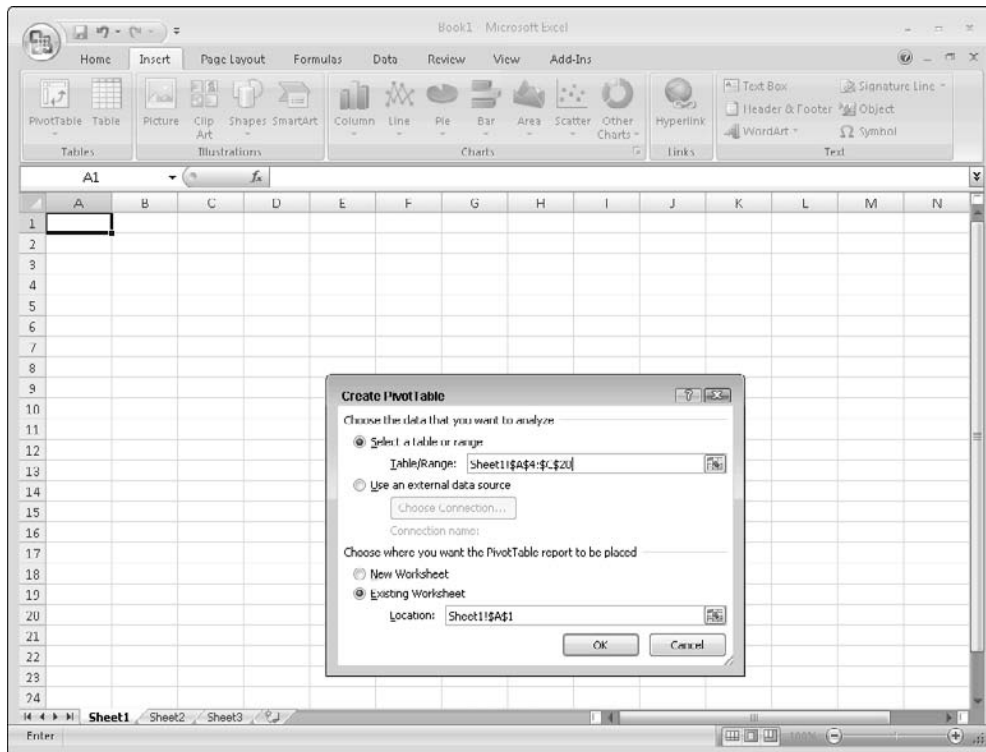 Book1 - Microsoft Excel
Home Insert Page Layout Formulas Data Review View Add-Ins
PivotTable Table Picture Clip Art Shapes SmartArt Column Line Pie Bar Area Scatter Other Charts Hyperlink Text Box Header & Footer WordArt Signature Line Object Symbol
Tables Illustrations Charts Links Text
A1 fx
A B C D E F G H I J K L M N
1
2
3
4
5
6
7
8
9
10
11
12
13
14
15
16
17
18
19
20
21
22
23
24
Create PivotTable
Choose the data that you want to analyze
Select a table or range
Table/Range: Sheet1!$A$4:$C$20
Use an external data source
Choose Connection...
Connection name:
Choose where you want the PivotTable report to be placed
New Worksheet
Existing Worksheet
Location: Sheet1!$A$1
OK Cancel
Sheet1 Sheet2 Sheet3
Enter 100%